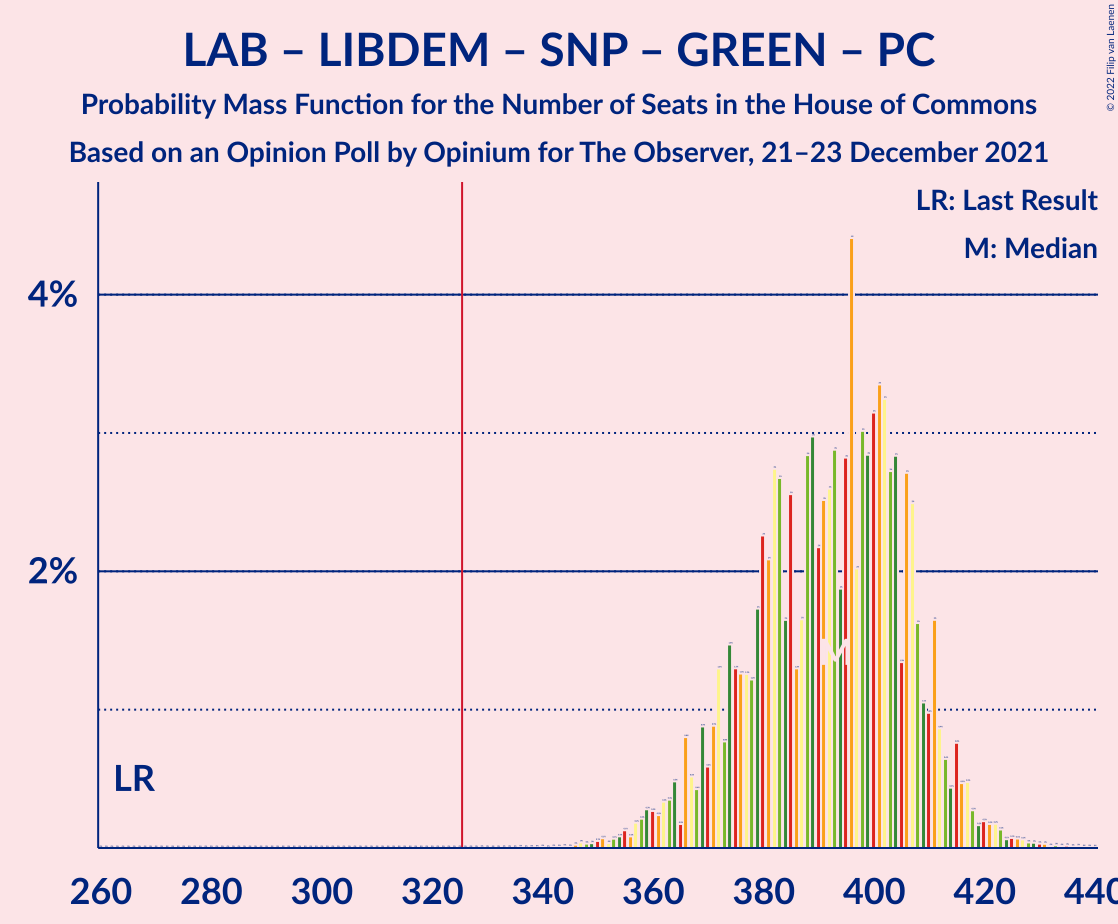 LAB – LIBDEM – SNP – GREEN – PC
Probability Mass Function for the Number of Seats in the House of Commons
Based on an Opinion Poll by Opinium for The Observer, 21–23 December 2021
© 2022 Filip van Laenen
LR: Last Result
M: Median
4%
2%
M
LR
260 280 300 320 340 360 380 400 420 440